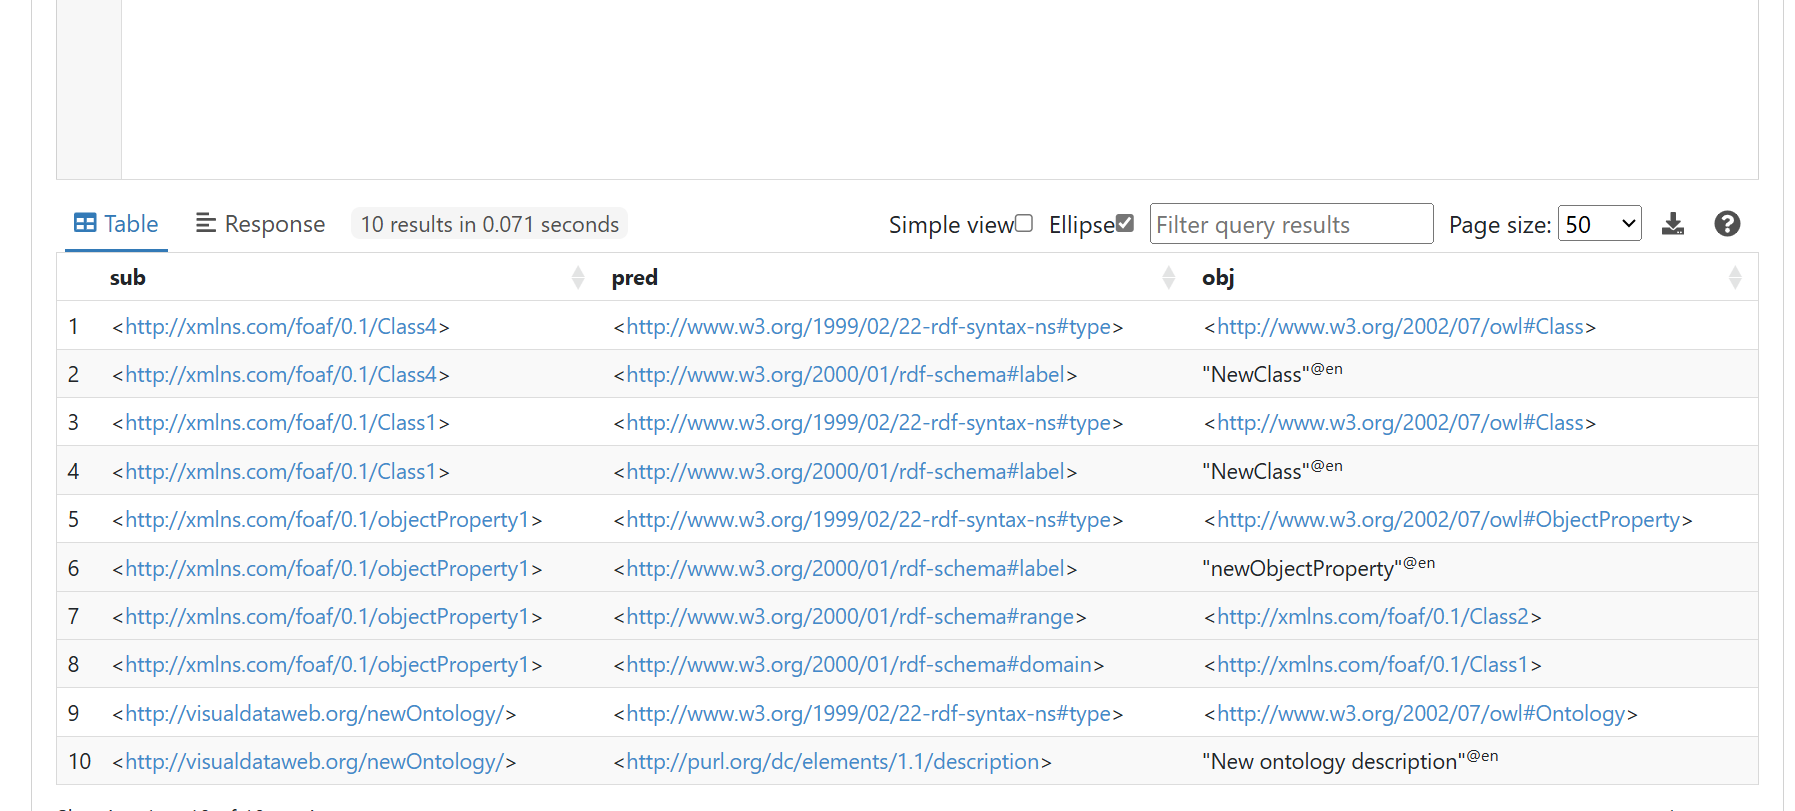 Table Response 10 results in 0.071 seconds Simple view Ellipse Filter query results Page size: 50
sub pred obj
1 <http://xmlns.com/foaf/0.1/Class4> <http://www.w3.org/1999/02/22-rdf-syntax-ns#type> <http://www.w3.org/2002/07/owl#Class>
2 <http://xmlns.com/foaf/0.1/Class4> <http://www.w3.org/2000/01/rdf-schema#label> "NewClass"@en
3 <http://xmlns.com/foaf/0.1/Class1> <http://www.w3.org/1999/02/22-rdf-syntax-ns#type> <http://www.w3.org/2002/07/owl#Class>
4 <http://xmlns.com/foaf/0.1/Class1> <http://www.w3.org/2000/01/rdf-schema#label> "NewClass"@en
5 <http://xmlns.com/foaf/0.1/objectProperty1> <http://www.w3.org/1999/02/22-rdf-syntax-ns#type> <http://www.w3.org/2002/07/owl#ObjectProperty>
6 <http://xmlns.com/foaf/0.1/objectProperty1> <http://www.w3.org/2000/01/rdf-schema#label> "newObjectProperty"@en
7 <http://xmlns.com/foaf/0.1/objectProperty1> <http://www.w3.org/2000/01/rdf-schema#range> <http://xmlns.com/foaf/0.1/Class2>
8 <http://xmlns.com/foaf/0.1/objectProperty1> <http://www.w3.org/2000/01/rdf-schema#domain> <http://xmlns.com/foaf/0.1/Class1>
9 <http://visualdataweb.org/newOntology/> <http://www.w3.org/1999/02/22-rdf-syntax-ns#type> <http://www.w3.org/2002/07/owl#Ontology>
10 <http://visualdataweb.org/newOntology/> <http://purl.org/dc/elements/1.1/description> "New ontology description"@en